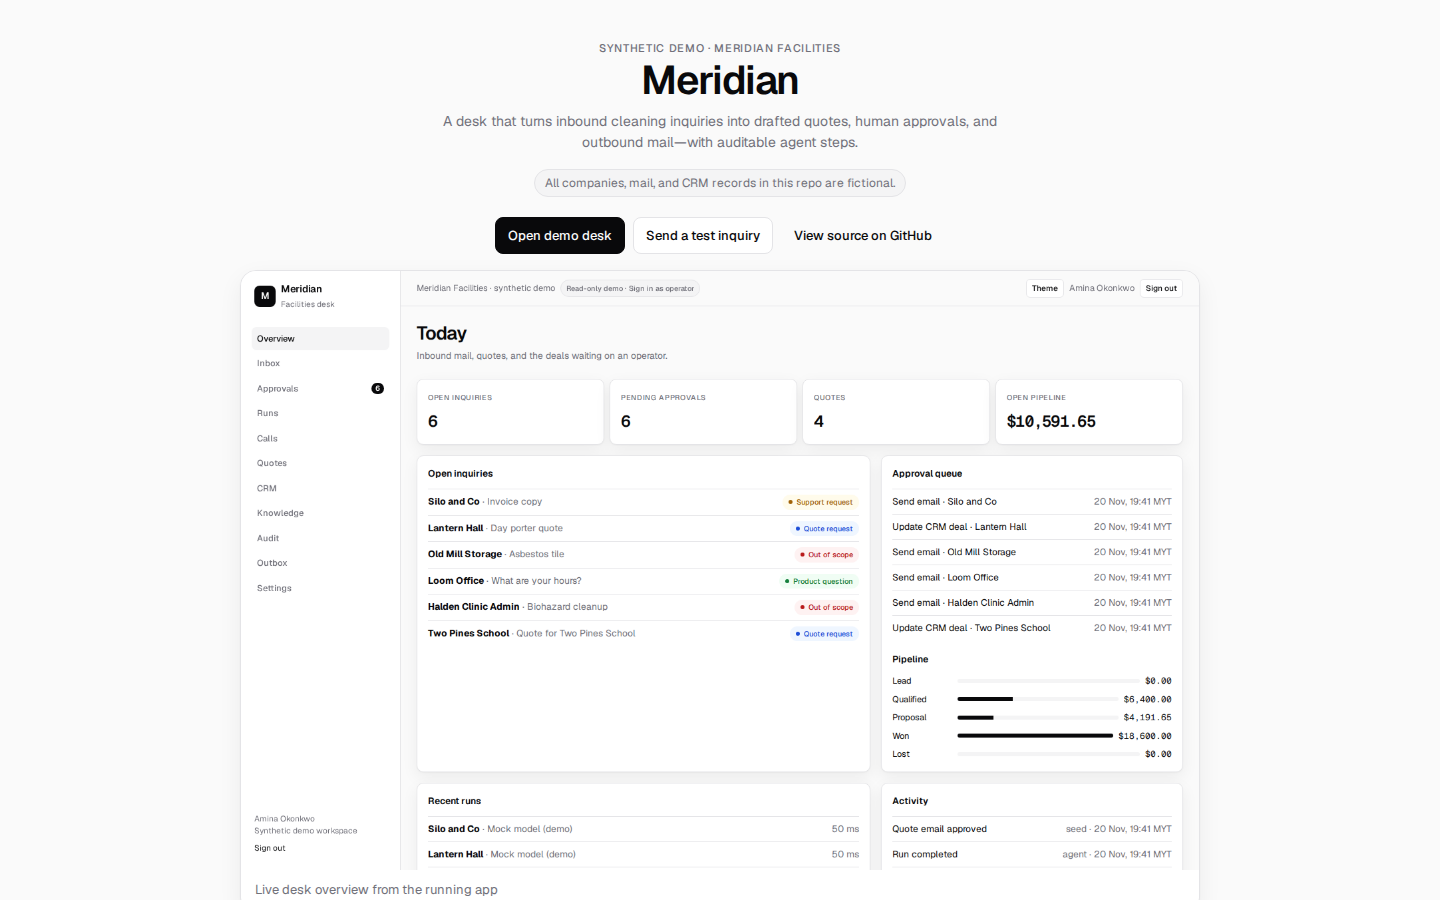 SYNTHETIC DEMO · MERIDIAN FACILITIES
Meridian
A desk that turns inbound cleaning inquiries into drafted quotes, human approvals, and
outbound mail—with auditable agent steps.
All companies, mail, and CRM records in this repo are fictional.
Open demo desk
Send a test inquiry
View source on GitHub
M
Meridian
Facilities desk
Meridian Facilities · synthetic demo
Read-only demo · Sign in as operator
Theme
Amina Okonkwo
Sign out
Overview
Inbox
Approvals 6
Runs
Calls
Quotes
CRM
Knowledge
Audit
Outbox
Settings
Amina Okonkwo
Synthetic demo workspace
Sign out
Today
Inbound mail, quotes, and the deals waiting on an operator.
OPEN INQUIRIES
6
PENDING APPROVALS
6
QUOTES
4
OPEN PIPELINE
$10,591.65
Open inquiries
Silo and Co · Invoice copy Support request
Lantern Hall · Day porter quote Quote request
Old Mill Storage · Asbestos tile Out of scope
Loom Office · What are your hours? Product question
Halden Clinic Admin · Biohazard cleanup Out of scope
Two Pines School · Quote for Two Pines School Quote request
Approval queue
Send email · Silo and Co 20 Nov, 19:41 MYT
Update CRM deal · Lantern Hall 20 Nov, 19:41 MYT
Send email · Old Mill Storage 20 Nov, 19:41 MYT
Send email · Loom Office 20 Nov, 19:41 MYT
Send email · Halden Clinic Admin 20 Nov, 19:41 MYT
Update CRM deal · Two Pines School 20 Nov, 19:41 MYT
Pipeline
Lead $0.00
Qualified $6,400.00
Proposal $4,191.65
Won $18,600.00
Lost $0.00
Recent runs
Silo and Co · Mock model (demo) 50 ms
Lantern Hall · Mock model (demo) 50 ms
Activity
Quote email approved seed · 20 Nov, 19:41 MYT
Run completed agent · 20 Nov, 19:41 MYT
Live desk overview from the running app